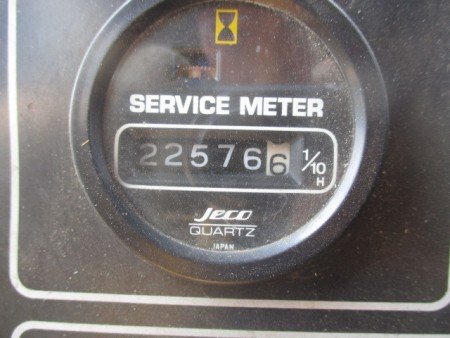 SERVICE METER
225766 1/10
H
Jeco
QUARTZ
JAPAN